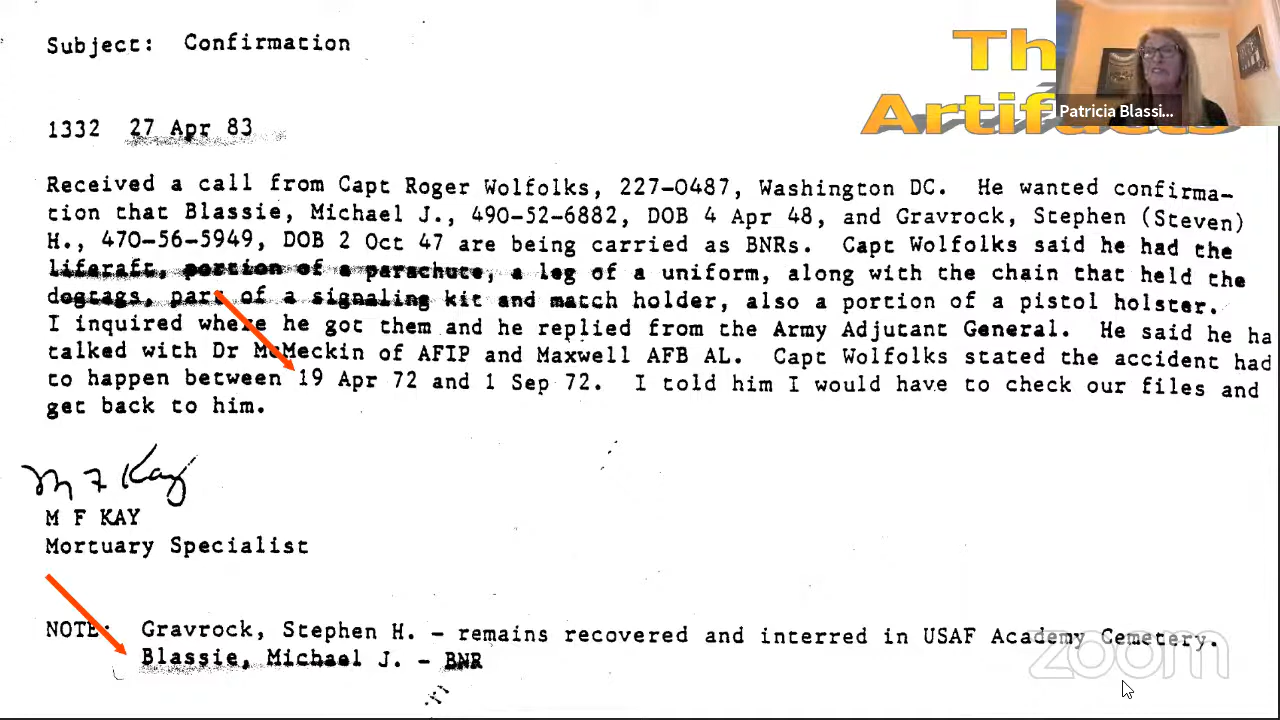 Subject: Confirmation
Th
Artifacts
Patricia Blassi...
1332 27 Apr 83
Received a call from Capt Roger Wolfolks, 227-0487, Washington DC. He wanted confirma-
tion that Blassie, Michael J., 490-52-6882, DOB 4 Apr 48, and Gravrock, Stephen (Steven)
H., 470-56-5949, DOB 2 Oct 47 are being carried as BNRs. Capt Wolfolks said he had the
liferaft, portion of a parachute, a leg of a uniform, along with the chain that held the
dogtags, part of a signaling kit and match holder, also a portion of a pistol holster.
I inquired where he got them and he replied from the Army Adjutant General. He said he ha
talked with Dr McMeckin of AFIP and Maxwell AFB AL. Capt Wolfolks stated the accident had
to happen between 19 Apr 72 and 1 Sep 72. I told him I would have to check our files and
get back to him.
M F Kay
M F KAY
Mortuary Specialist
NOTE: Gravrock, Stephen H. - remains recovered and interred in USAF Academy Cemetery.
Blassie, Michael J. - BNR
zoom